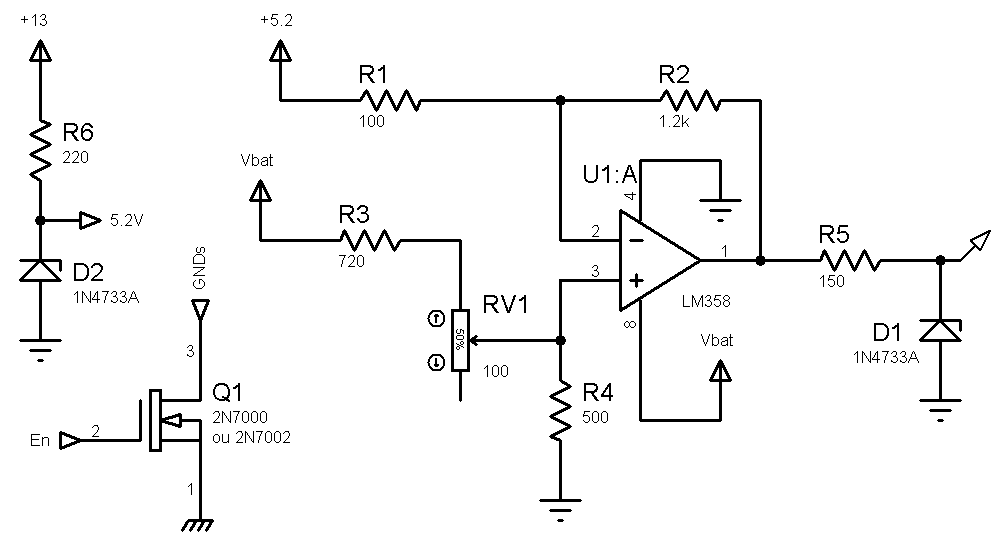 +13
+5.2
R1
100
R2
1.2k
R6
220
Vbat
U1:A
4
5.2V
R3
720
2
3
1
R5
150
D2
1N4733A
GNDs
RV1
50%
100
LM358
8
Vbat
D1
1N4733A
3
Q1
2N7000
ou 2N7002
R4
500
En
2
1